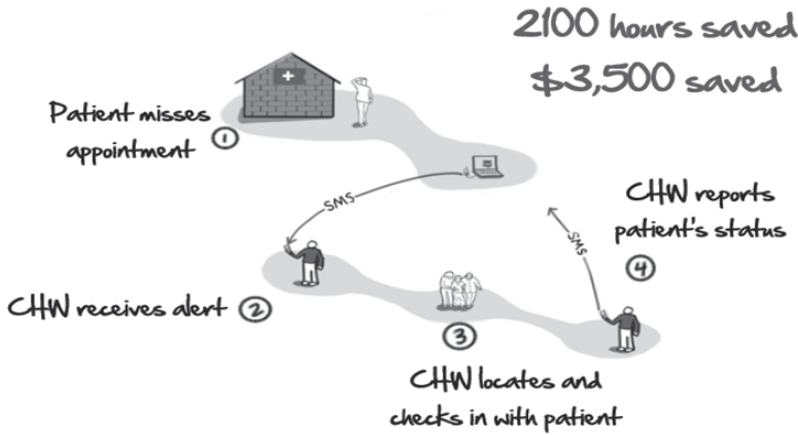 2100 hours saved
$3,500 saved
Patient misses
appointment
1
SMS
CHW reports
patient's status
SMS
4
CHW receives alert
2
3
CHW locates and
checks in with patient